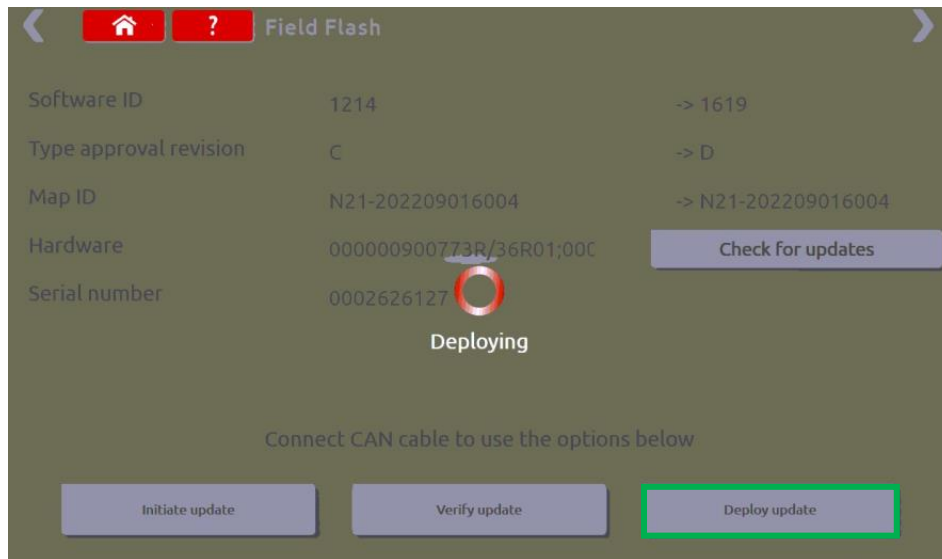 ? Field Flash
Software ID 1214 -> 1619
Type approval revision C -> D
Map ID N21-202209016004 -> N21-202209016004
Hardware 000000900773R/36R01;000 Check for updates
Serial number 0002626127
Deploying
Connect CAN cable to use the options below
Initiate update Verify update Deploy update